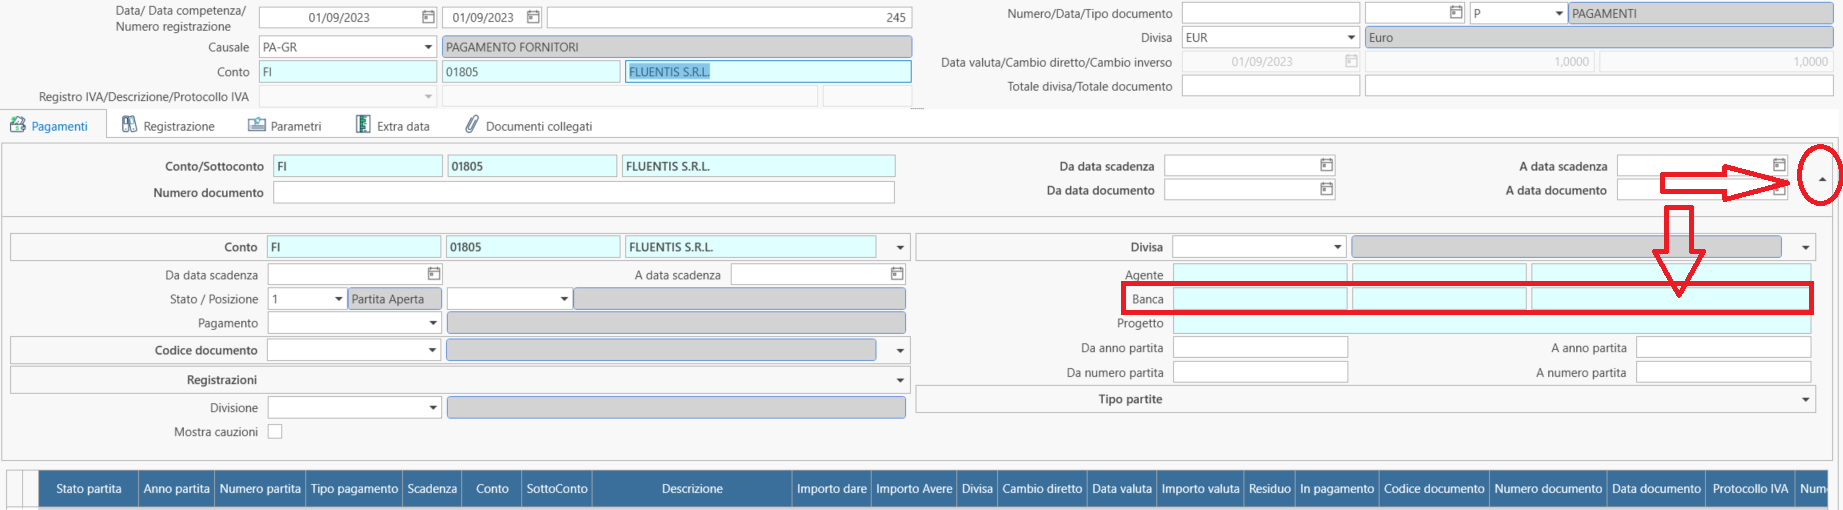 Data/ Data competenza/ Numero registrazione 01/09/2023 01/09/2023 245
Causale PA-GR PAGAMENTO FORNITORI
Conto FI 01805 FLUENTIS S.R.L.
Registro IVA/Descrizione/Protocollo IVA
Numero/Data/Tipo documento P PAGAMENTI
Divisa EUR Euro
Data valuta/Cambio diretto/Cambio inverso 01/09/2023 1,0000 1,0000
Totale divisa/Totale documento
Pagamenti Registrazione Parametri Extra data Documenti collegati
Conto/Sottoconto FI 01805 FLUENTIS S.R.L. Da data scadenza A data scadenza
Numero documento Da data documento A data documento
Conto FI 01805 FLUENTIS S.R.L.
Da data scadenza A data scadenza
Stato / Posizione 1 Partita Aperta
Pagamento
Codice documento
Registrazioni
Divisione
Mostra cauzioni
Divisa
Agente
Banca
Progetto
Da anno partita A anno partita
Da numero partita A numero partita
Tipo partite
Stato partita Anno partita Numero partita Tipo pagamento Scadenza Conto SottoConto Descrizione Importo dare Importo Avere Divisa Cambio diretto Data valuta Importo valuta Residuo In pagamento Codice documento Numero documento Data documento Protocollo IVA Num